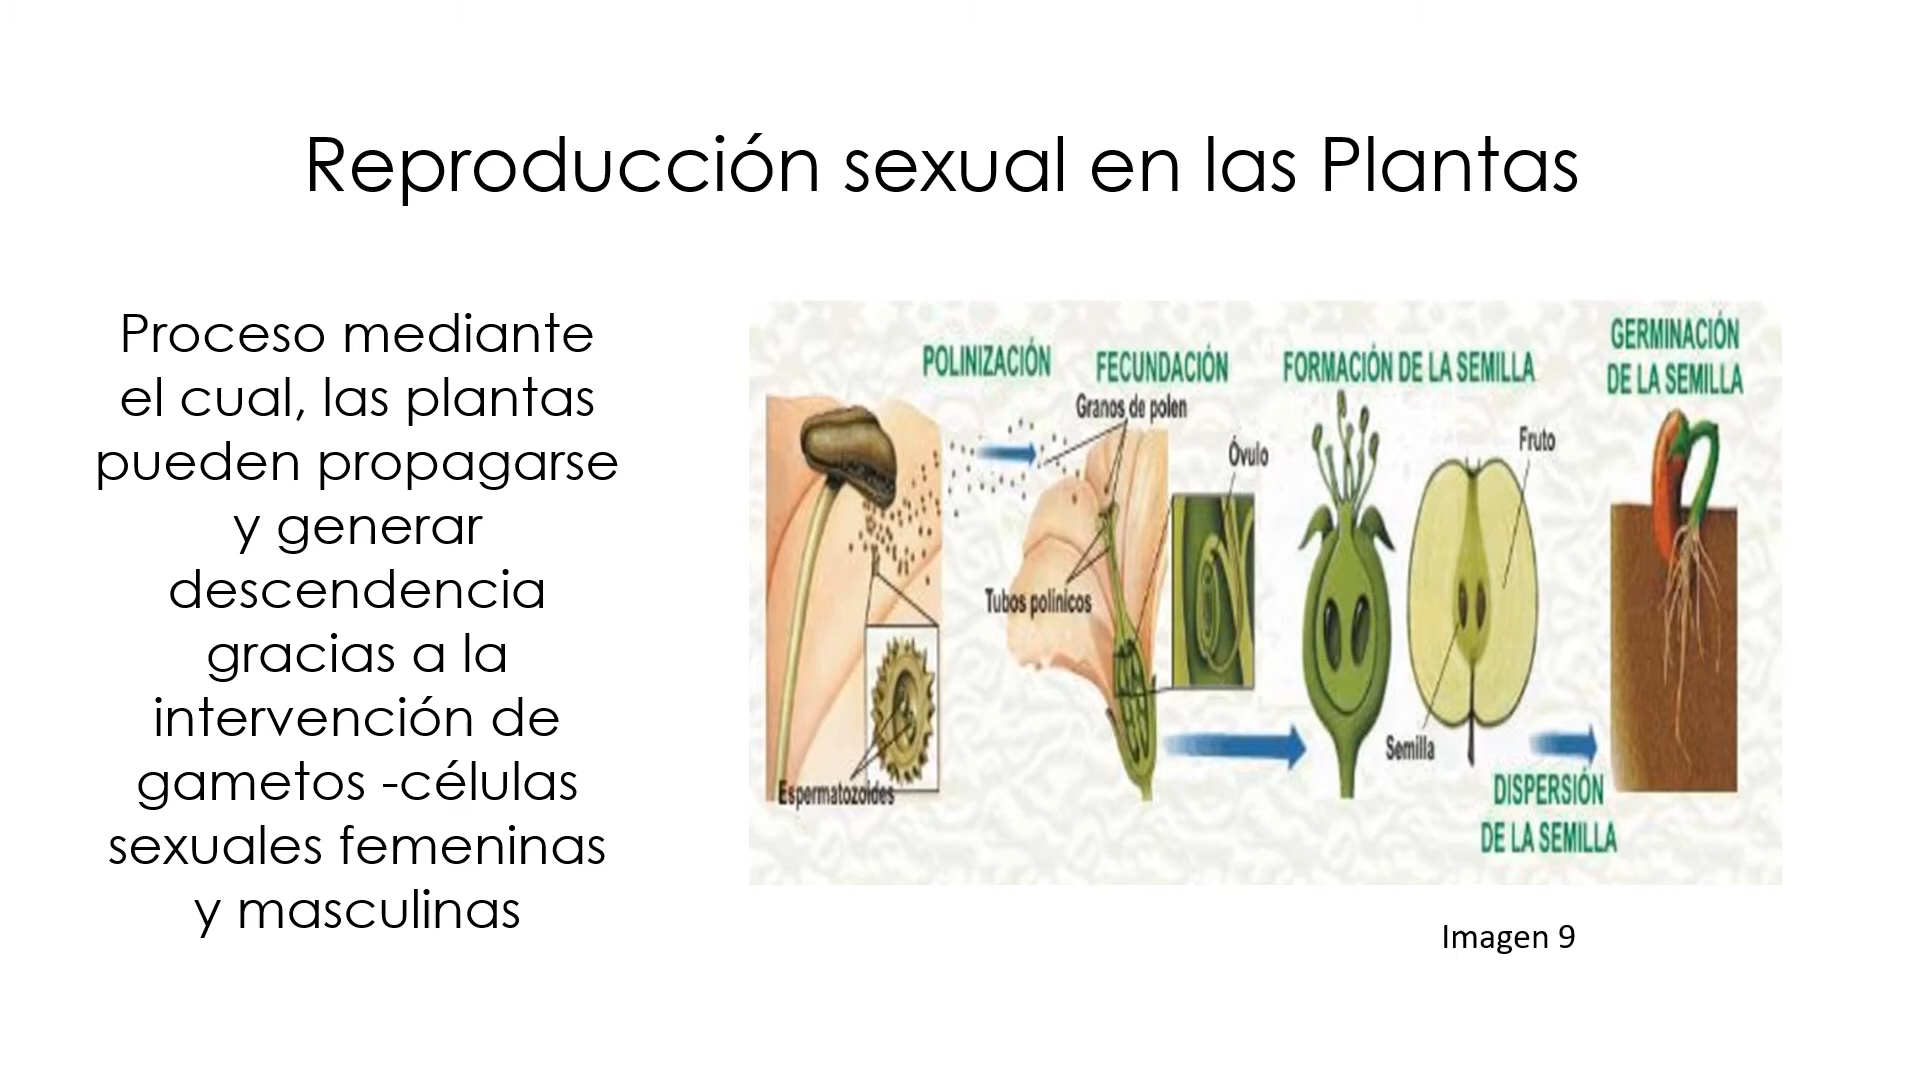 Reproducción sexual en las Plantas
Proceso mediante
el cual, las plantas
pueden propagarse
y generar
descendencia
gracias a la
intervención de
gametos -células
sexuales femeninas
y masculinas
POLINIZACIÓN
FECUNDACIÓN
FORMACIÓN DE LA SEMILLA
GERMINACIÓN
DE LA SEMILLA
Granos de polen
Óvulo
Fruto
Tubos polínicos
Semilla
Espermatozoides
DISPERSIÓN
DE LA SEMILLA
Imagen 9